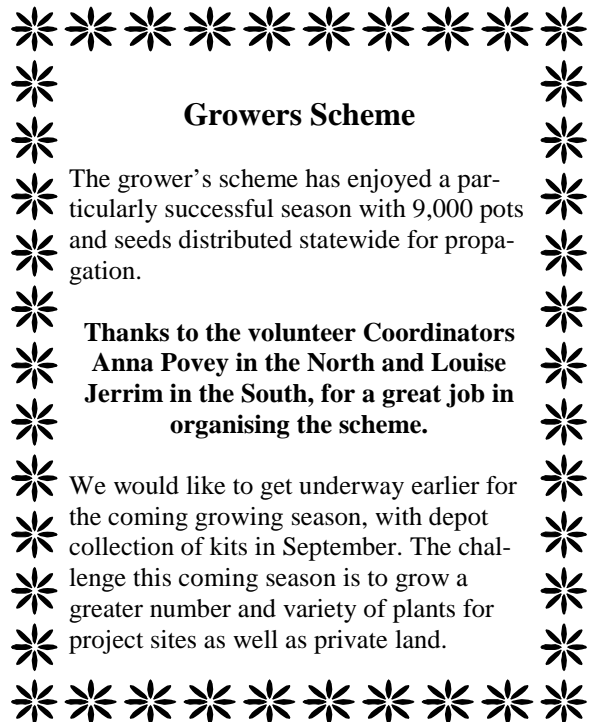 Growers Scheme
The grower’s scheme has enjoyed a par-
ticularly successful season with 9,000 pots
and seeds distributed statewide for propa-
gation.
Thanks to the volunteer Coordinators
Anna Povey in the North and Louise
Jerrim in the South, for a great job in
organising the scheme.
We would like to get underway earlier for
the coming growing season, with depot
collection of kits in September. The chal-
lenge this coming season is to grow a
greater number and variety of plants for
project sites as well as private land.